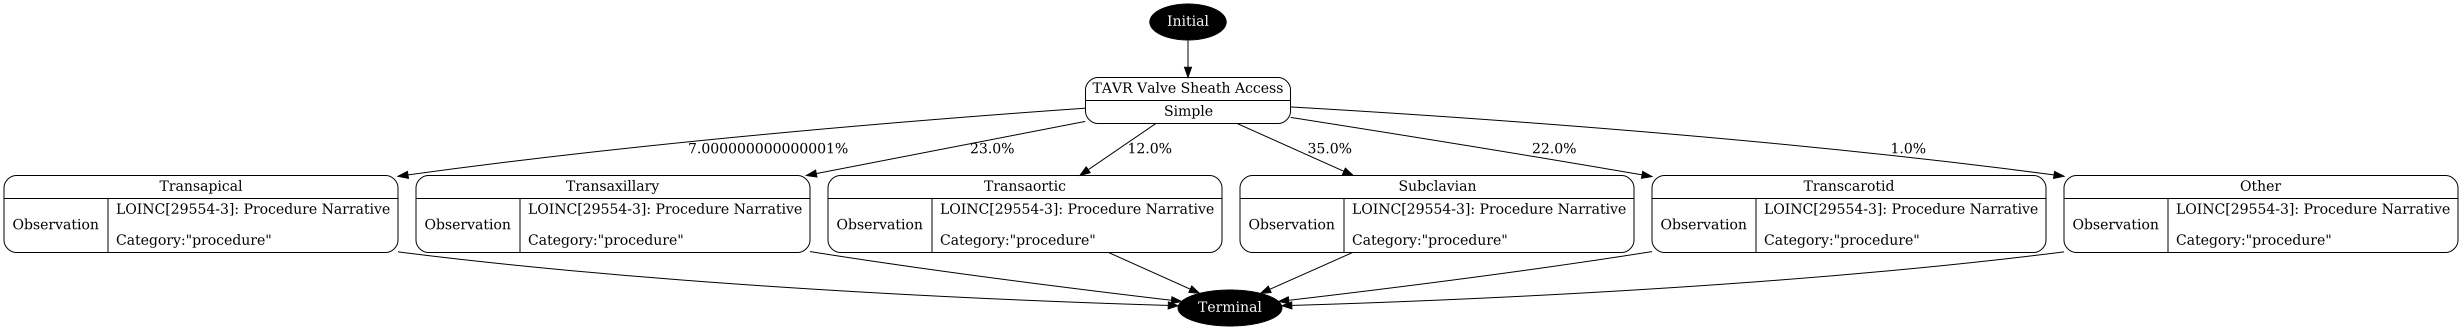 Initial
TAVR Valve Sheath Access
Simple
7.000000000000001%
23.0%
12.0%
35.0%
22.0%
1.0%
Transapical
Observation
LOINC[29554-3]: Procedure Narrative
Category:"procedure"
Transaxillary
Observation
LOINC[29554-3]: Procedure Narrative
Category:"procedure"
Transaortic
Observation
LOINC[29554-3]: Procedure Narrative
Category:"procedure"
Subclavian
Observation
LOINC[29554-3]: Procedure Narrative
Category:"procedure"
Transcarotid
Observation
LOINC[29554-3]: Procedure Narrative
Category:"procedure"
Other
Observation
LOINC[29554-3]: Procedure Narrative
Category:"procedure"
Terminal